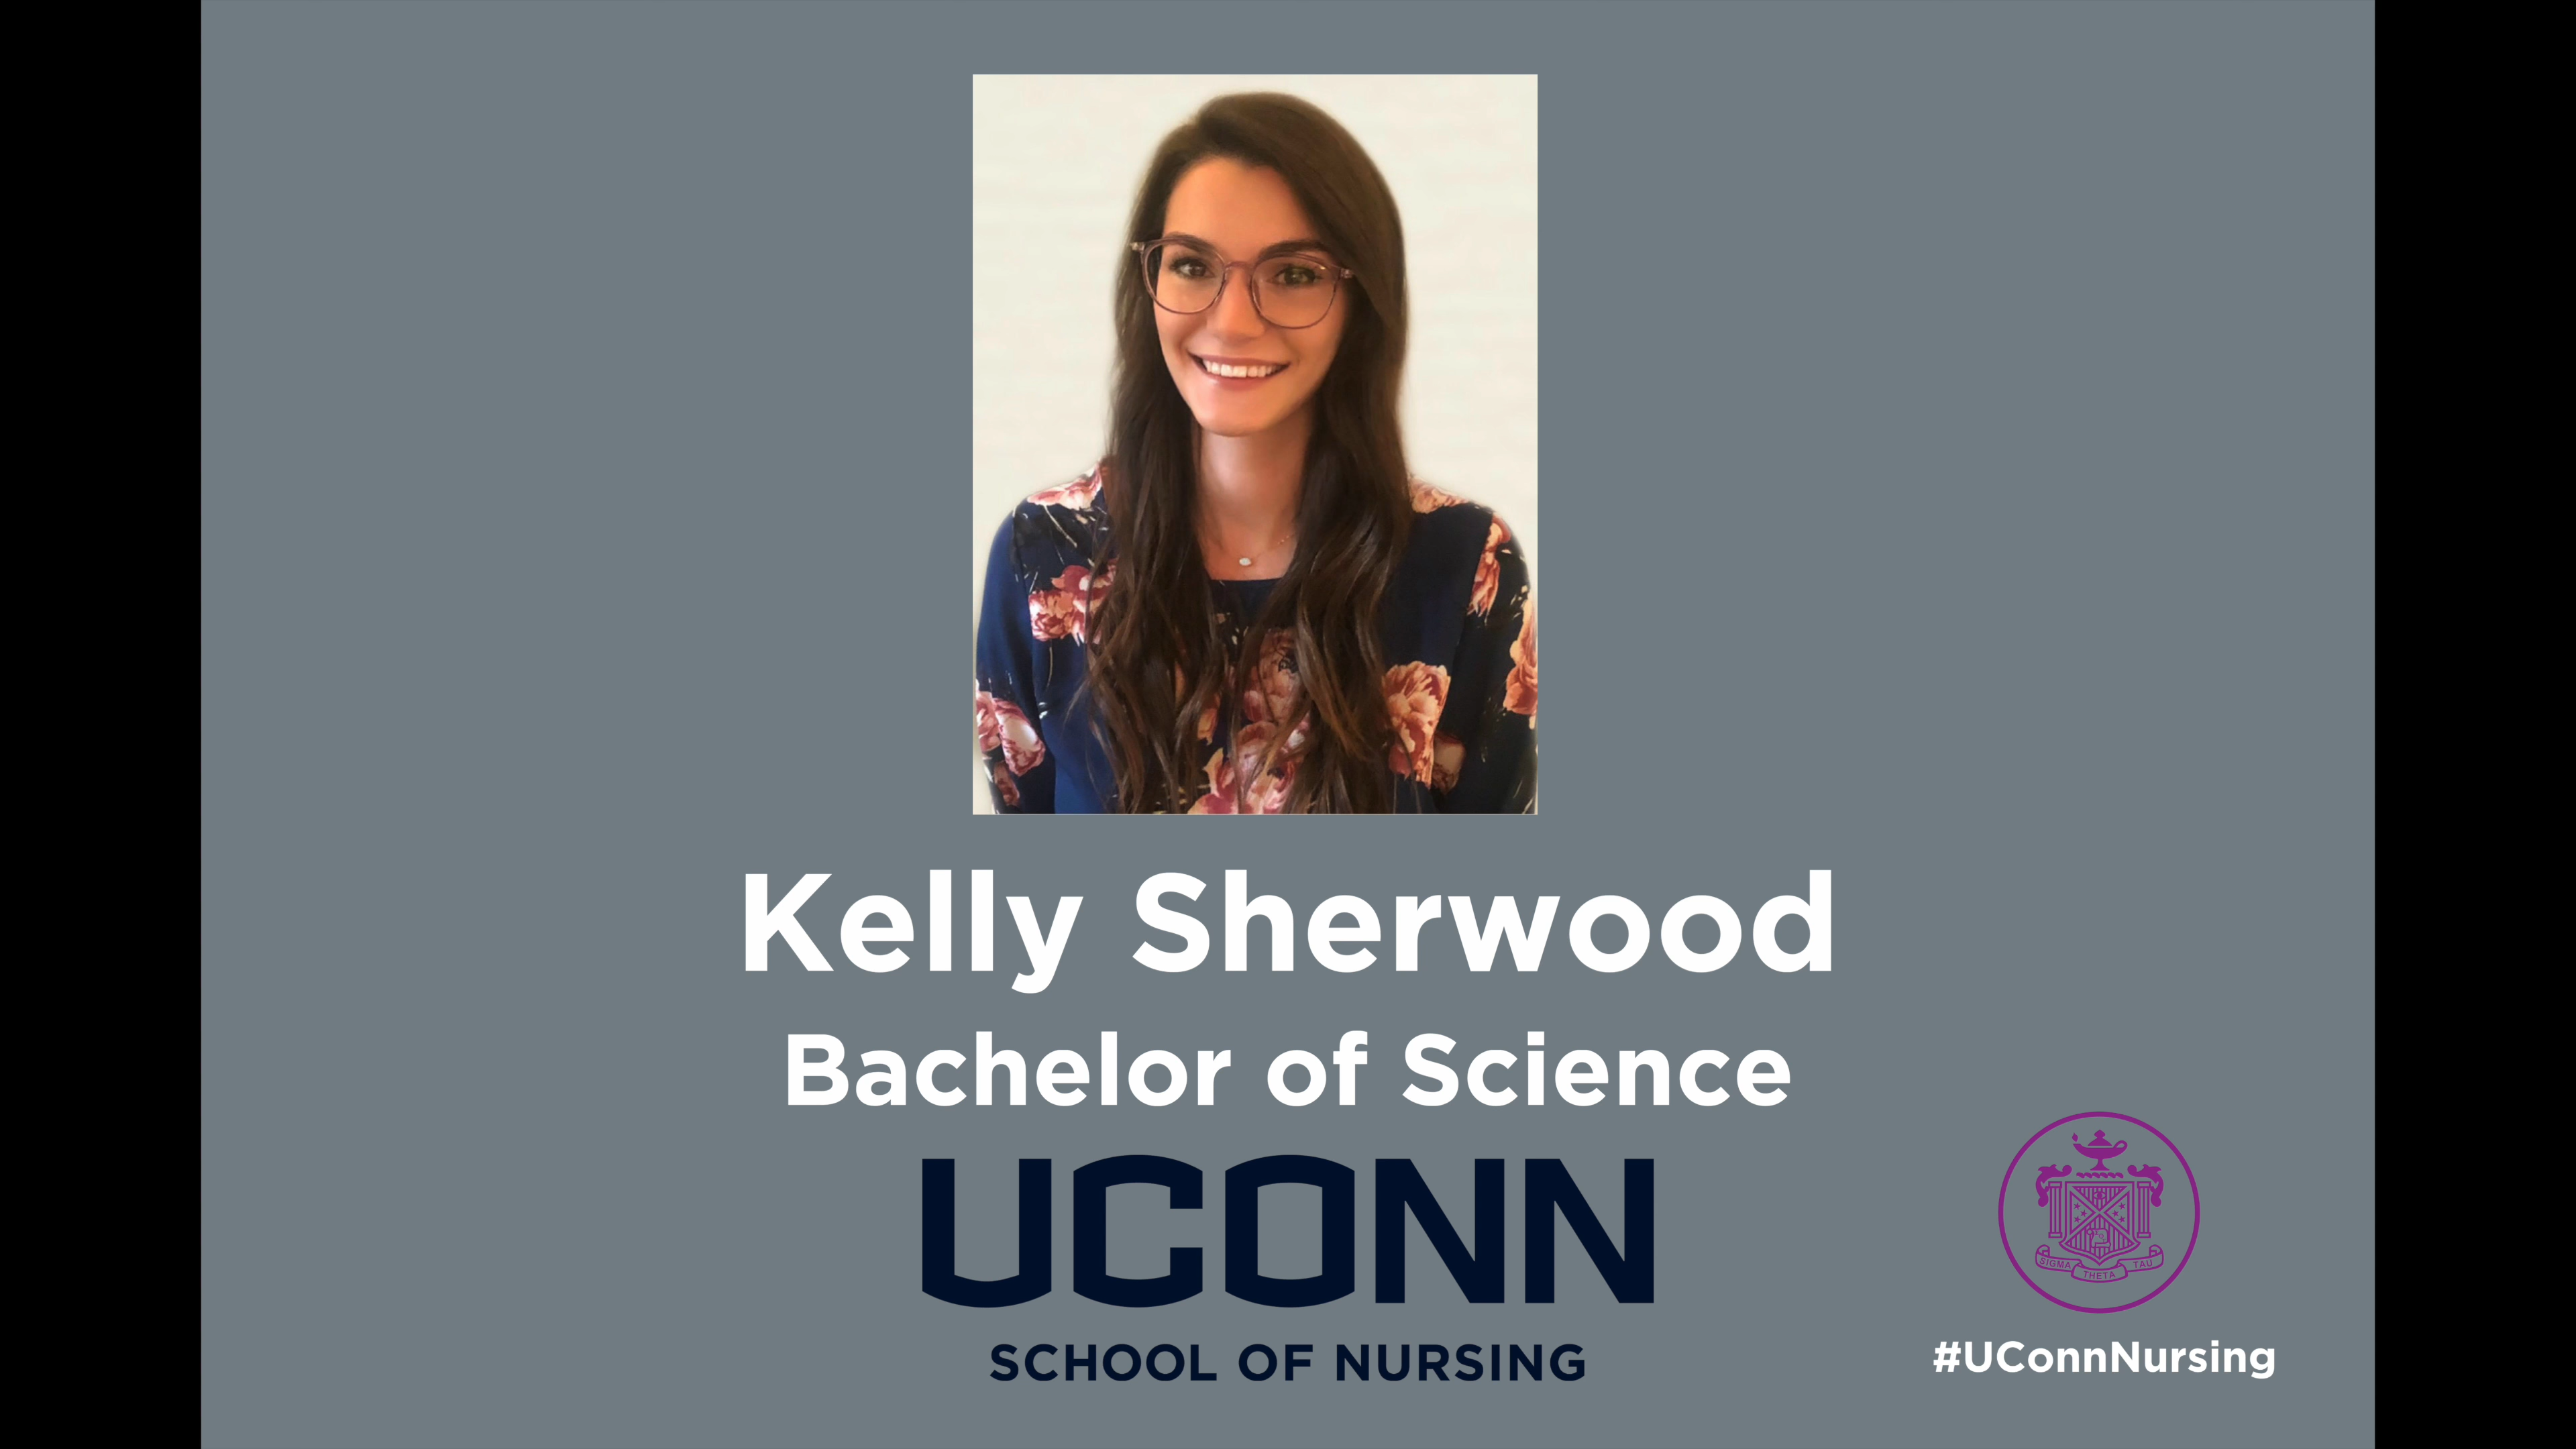 Kelly Sherwood
Bachelor of Science
UCONN
SCHOOL OF NURSING
SIGMA THETA TAU
#UConnNursing